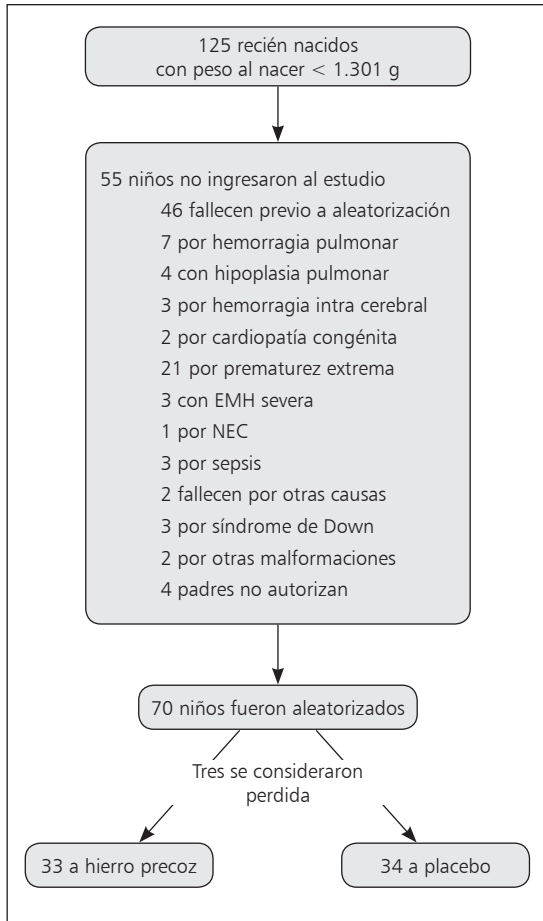 125 recién nacidos
con peso al nacer < 1.301 g
55 niños no ingresaron al estudio
46 fallecen previo a aleatorización
7 por hemorragia pulmonar
4 con hipoplasia pulmonar
3 por hemorragia intra cerebral
2 por cardiopatía congénita
21 por prematurez extrema
3 con EMH severa
1 por NEC
3 por sepsis
2 fallecen por otras causas
3 por síndrome de Down
2 por otras malformaciones
4 padres no autorizan
70 niños fueron aleatorizados
Tres se consideraron
perdida
33 a hierro precoz
34 a placebo